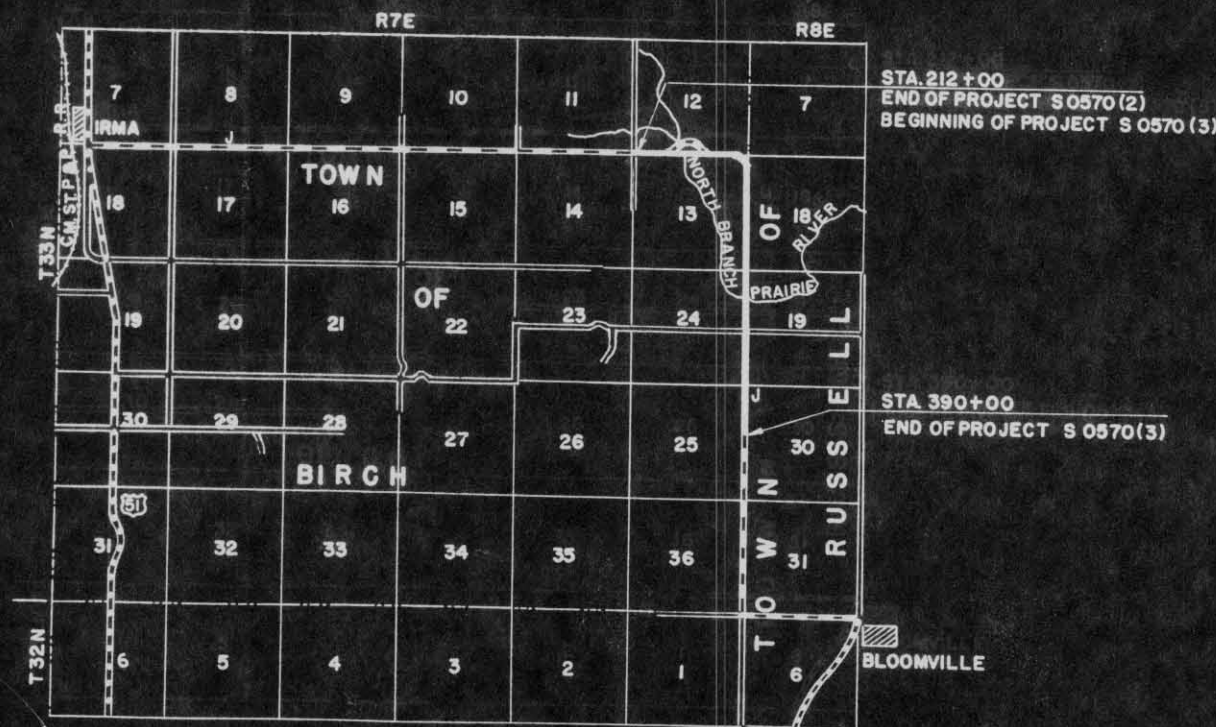 R7E R8E
STA. 212+00
END OF PROJECT S 0570 (2)
BEGINNING OF PROJECT S 0570 (3)
7 8 9 10 11 12 7
IRMA
J
C.M.ST.P.&P.R.R.
TOWN
18 17 16 15 14 13 18
NORTH BRANCH
PRAIRIE
RIVER
OF
T33N
OF
19 20 21 22 23 24 19
J
STA. 390+00
END OF PROJECT S 0570(3)
30 29 28 27 26 25 30
BIRCH
51
31 32 33 34 35 36 31
TOWN
RUSSELL
T32N
6 5 4 3 2 1 6
BLOOMVILLE